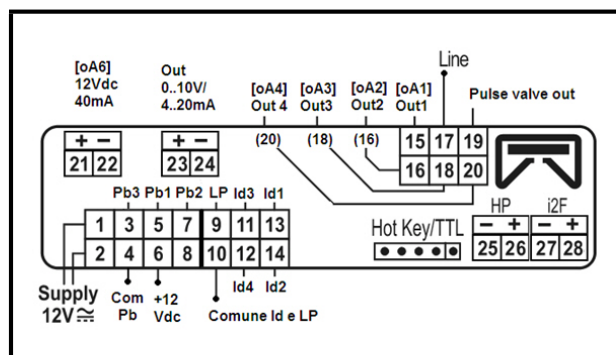 Line
[oA6]
12Vdc
40mA
Out
0..10V/
4..20mA
[oA4]
Out 4
[oA3]
Out3
[oA2]
Out2
[oA1]
Out1
Pulse valve out
(20) (18) (16)
15 17 19
16 18 20
+ − + −
21 22 23 24
Pb3 Pb1 Pb2 LP Id3 Id1
1 3 5 7 9 11 13
2 4 6 8 10 12 14
Id4 Id2
Hot Key/TTL
HP i2F
− + − +
25 26 27 28
Supply
12V
Com
Pb
+12
Vdc
Comune Id e LP